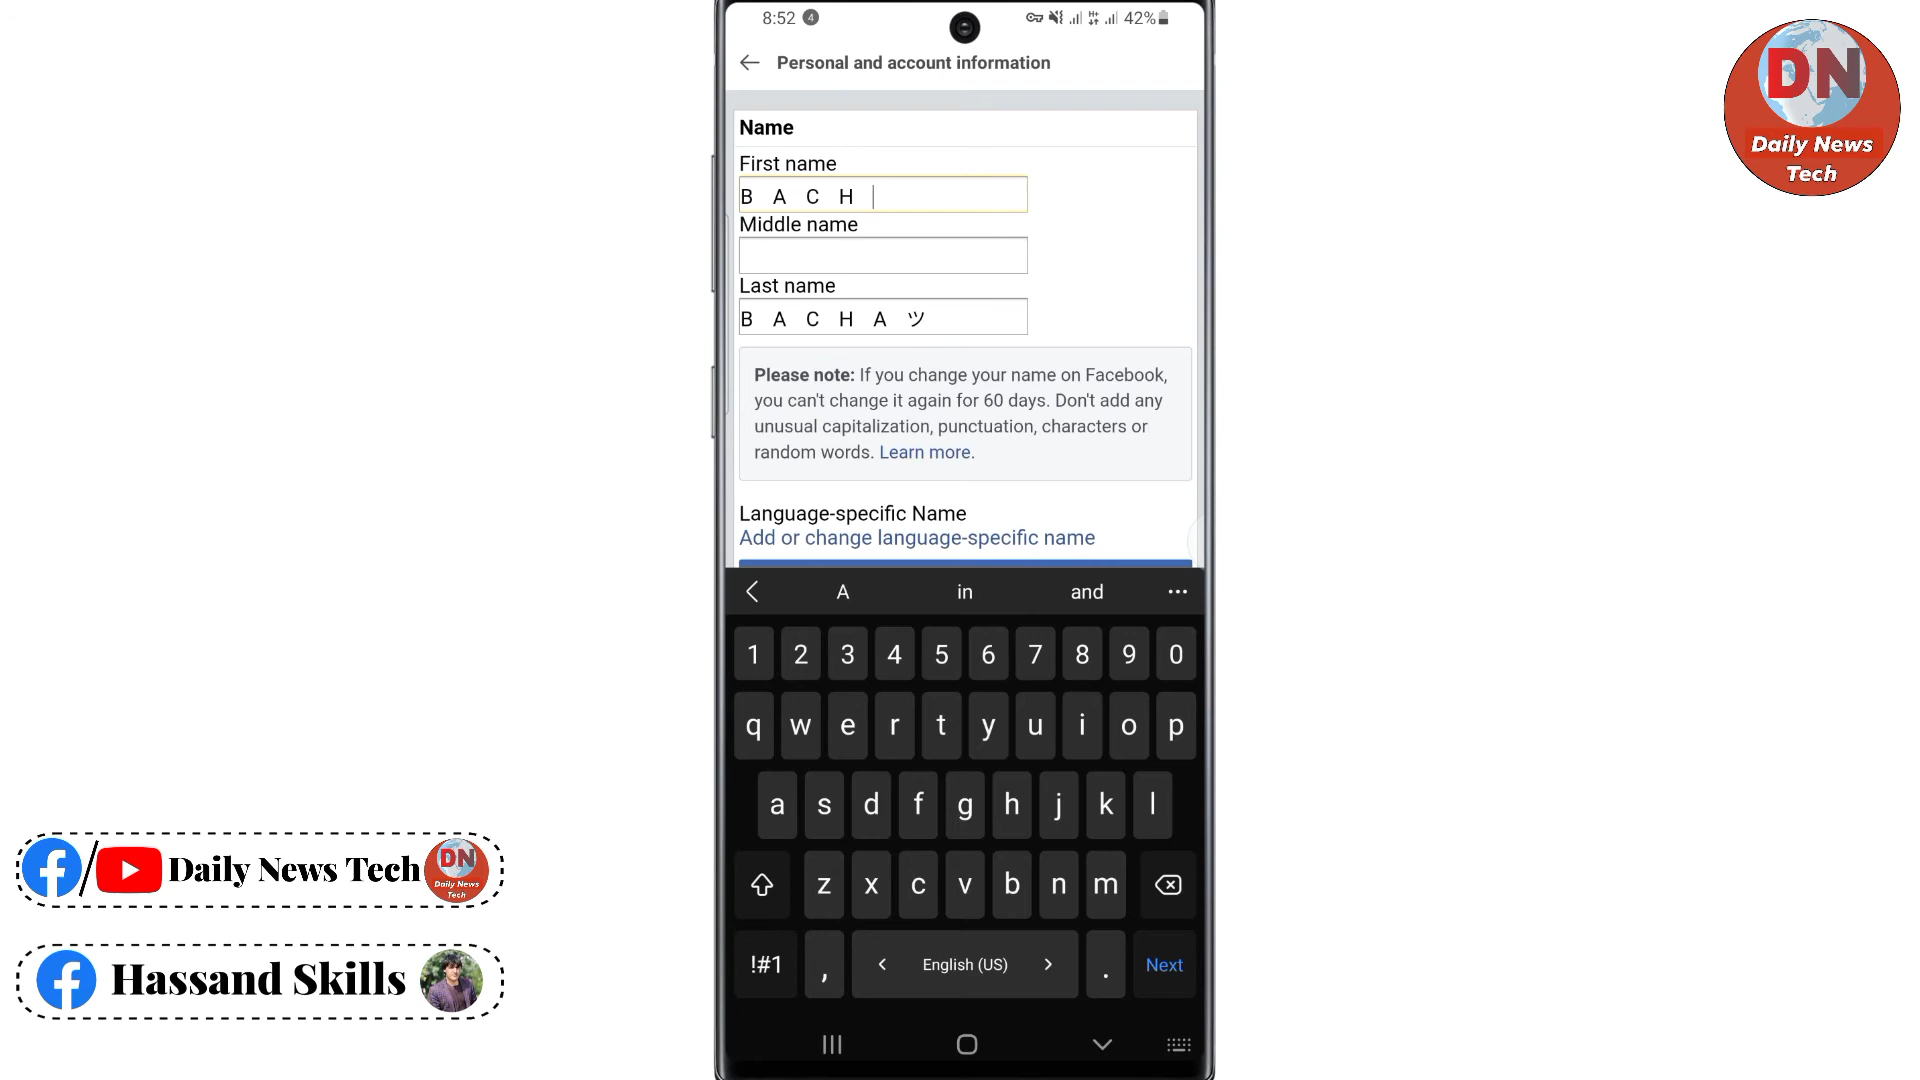 8:52 4 42%
Personal and account information
Name
First name
B A C H
Middle name
Last name
B A C H A ツ
Please note: If you change your name on Facebook,
you can't change it again for 60 days. Don't add any
unusual capitalization, punctuation, characters or
random words. Learn more.
Language-specific Name
Add or change language-specific name
A in and
1 2 3 4 5 6 7 8 9 0
q w e r t y u i o p
a s d f g h j k l
z x c v b n m
!#1 , English (US) . Next
DN
Daily News
Tech
/ Daily News Tech
DN
Daily News
Tech
Hassand Skills